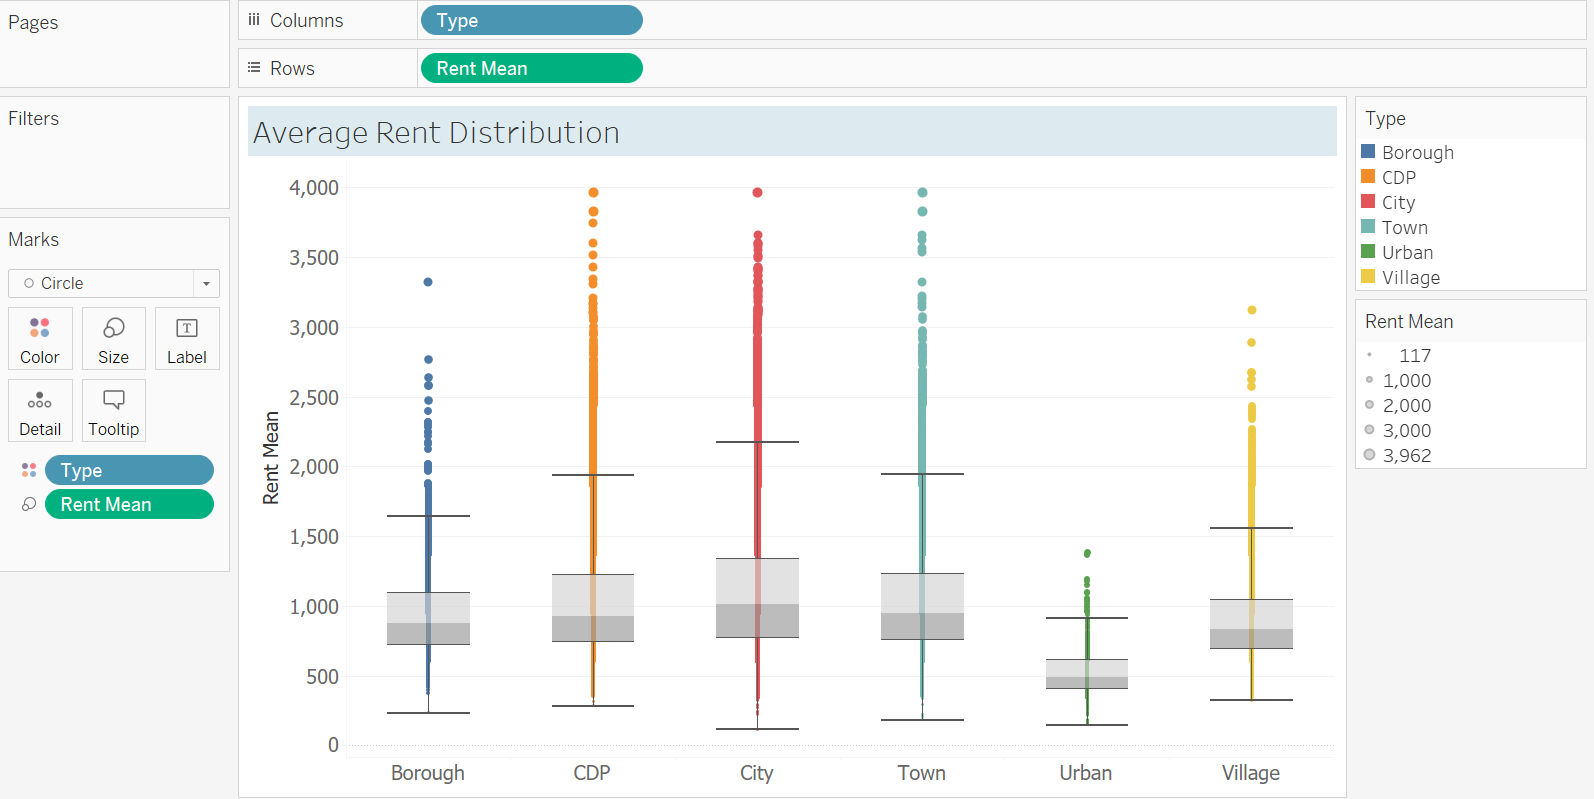 Pages
Columns
Type
Rows
Rent Mean
Filters
Marks
Circle
Color
Size
T
Label
Detail
Tooltip
Type
Rent Mean
Average Rent Distribution
4,000
3,500
3,000
2,500
2,000
1,500
1,000
500
0
Rent Mean
Borough
CDP
City
Town
Urban
Village
Type
Borough
CDP
City
Town
Urban
Village
Rent Mean
117
1,000
2,000
3,000
3,962